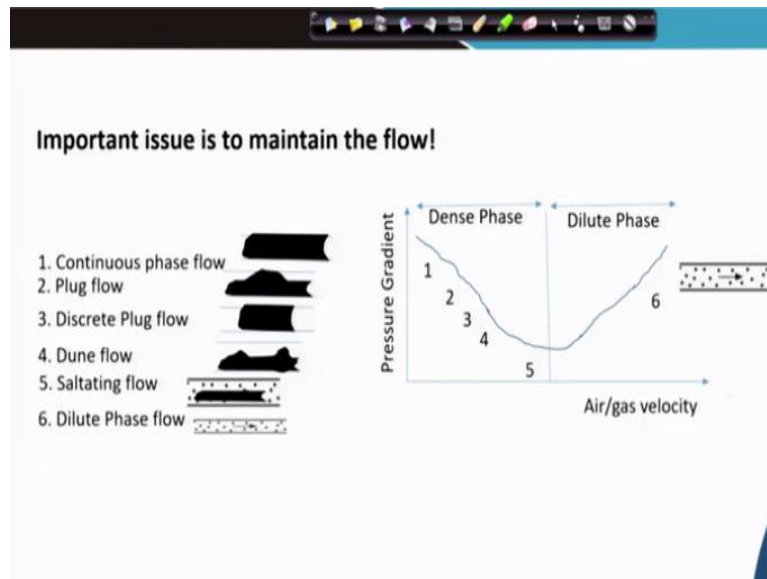 Important issue is to maintain the flow!
1. Continuous phase flow
2. Plug flow
3. Discrete Plug flow
4. Dune flow
5. Saltating flow
6. Dilute Phase flow
Pressure Gradient
Dense Phase
Dilute Phase
1
2
3
4
5
6
Air/gas velocity